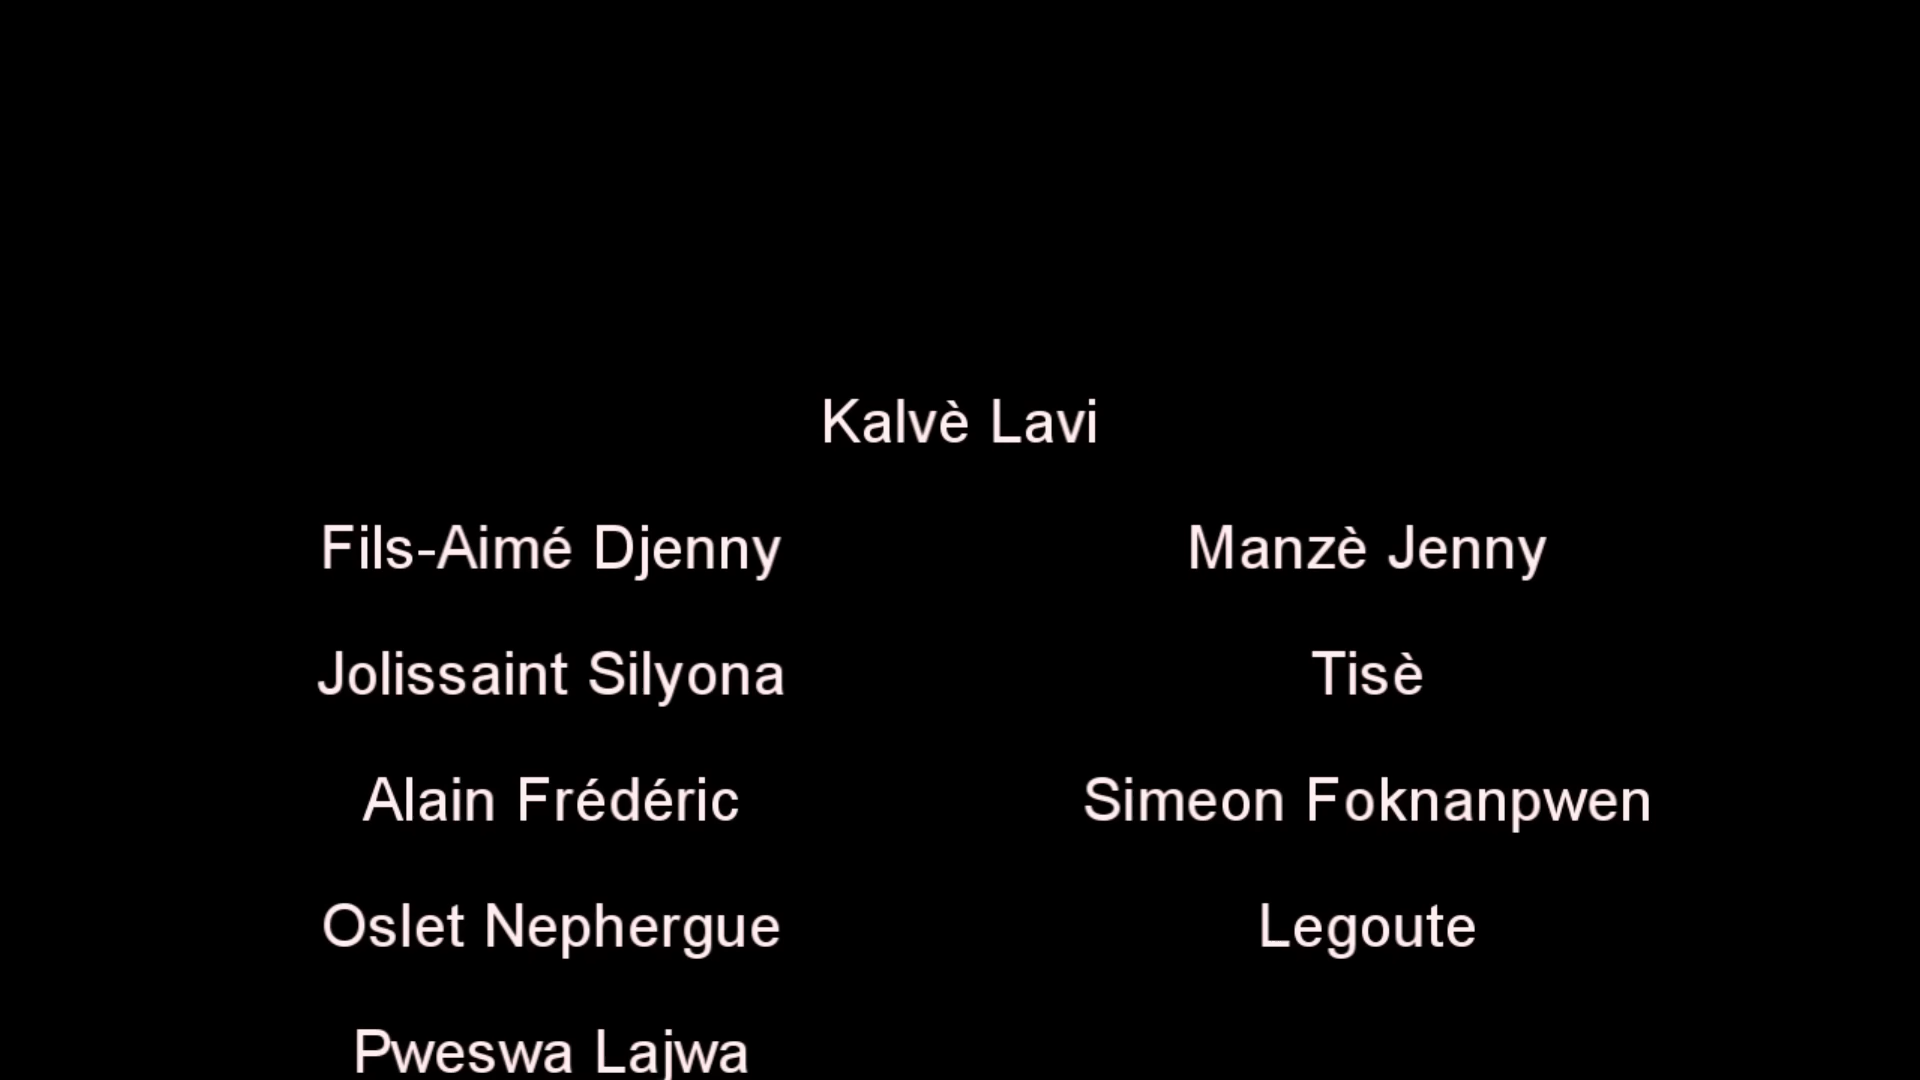 Kalvè Lavi
Fils-Aimé Djenny Manzè Jenny
Jolissaint Silyona Tisè
Alain Frédéric Simeon Foknanpwen
Oslet Nephergue Legoute
Pweswa Lajwa